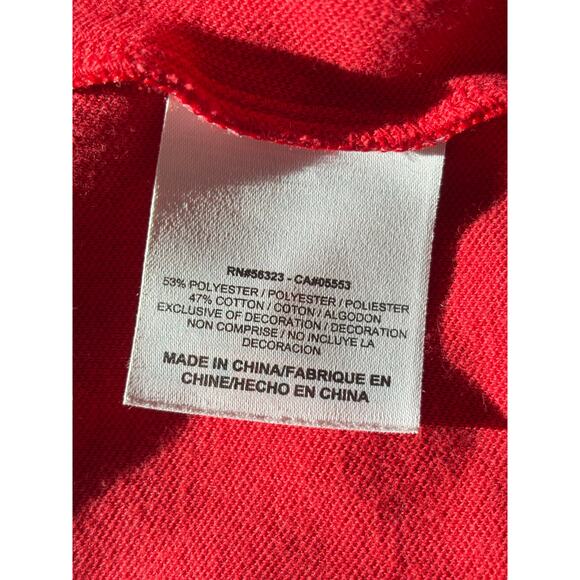 RN#56323 - CA#05553
53% POLYESTER / POLYESTER / POLIESTER
47% COTTON / COTON / ALGODON
EXCLUSIVE OF DECORATION / DECORATION
NON COMPRISE / NO INCLUYE LA
DECORACION
MADE IN CHINA/FABRIQUE EN
CHINE/HECHO EN CHINA